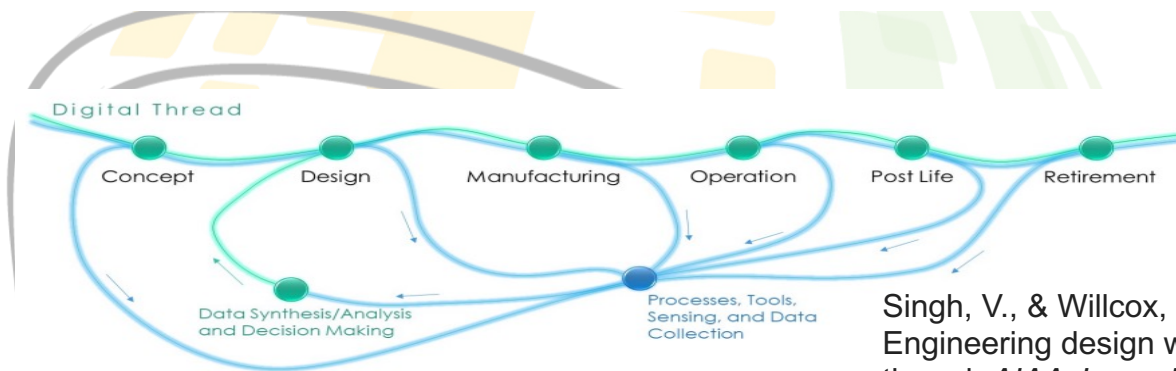 Digital Thread
Concept
Design
Manufacturing
Operation
Post Life
Retirement
Data Synthesis/Analysis
and Decision Making
Processes, Tools,
Sensing, and Data
Collection
Singh, V., & Willcox,
Engineering design w